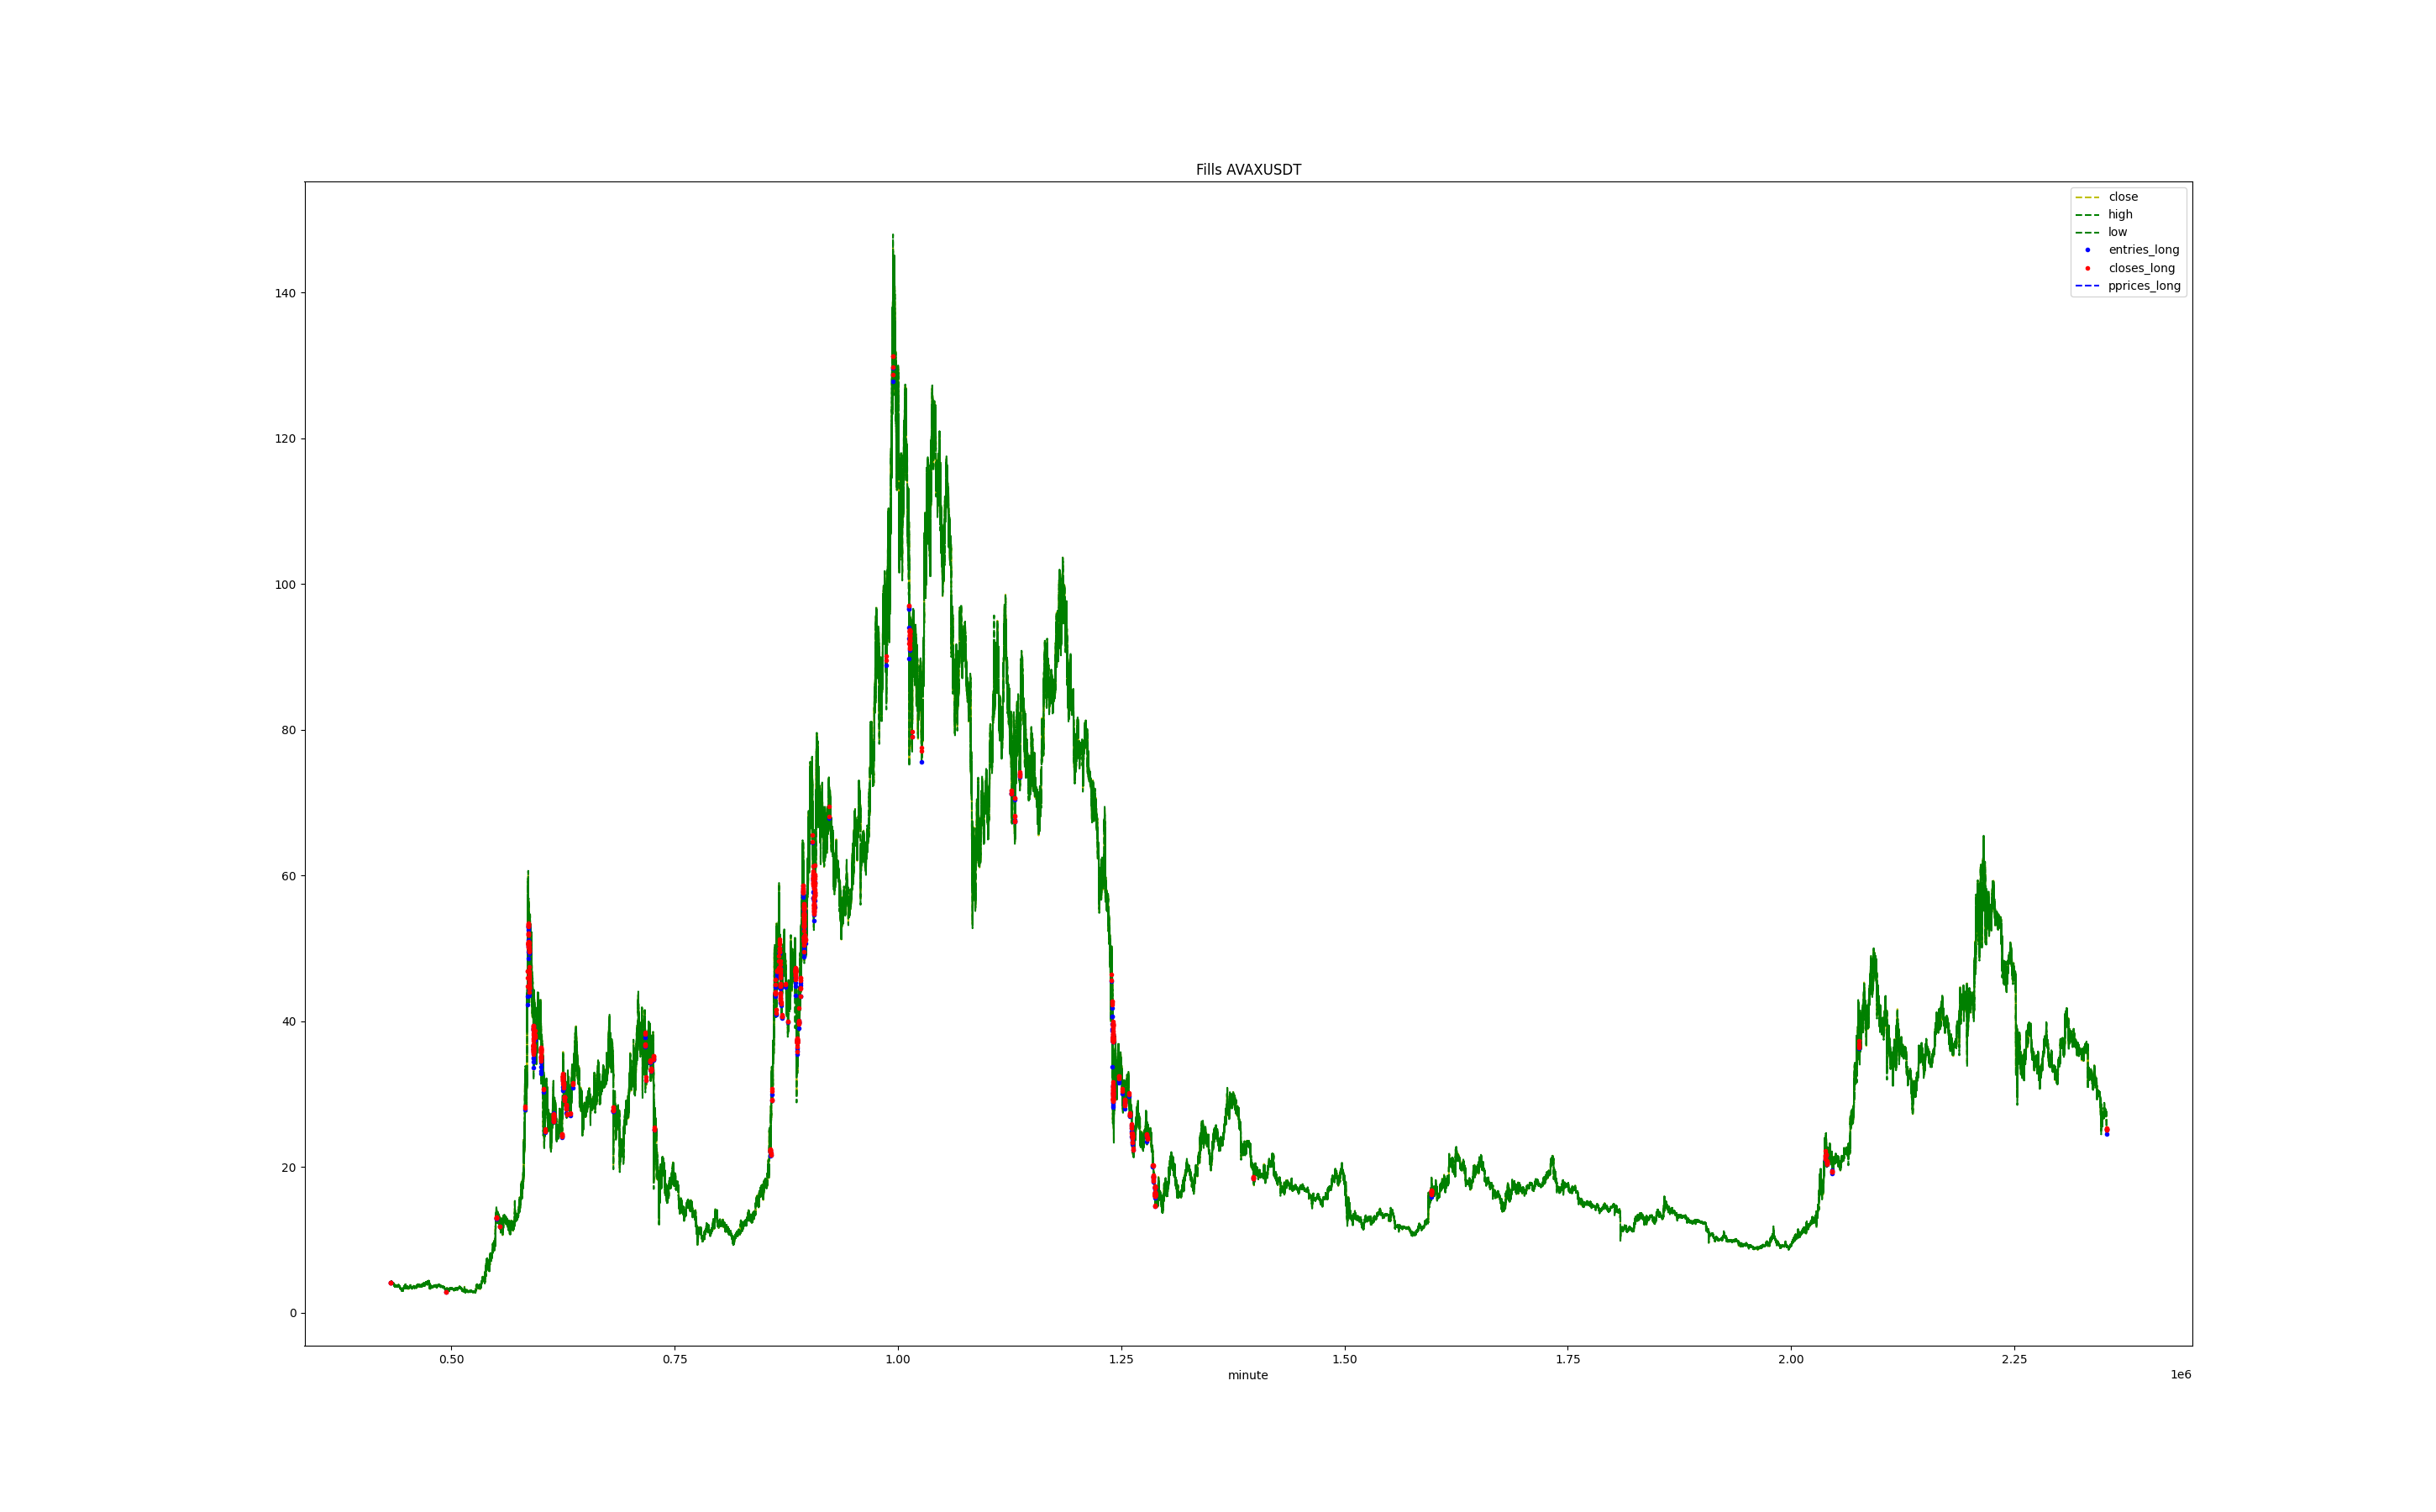 Fills AVAXUSDT
close
high
low
entries_long
closes_long
pprices_long
140
120
100
80
60
40
20
0
0.50 0.75 1.00 1.25 1.50 1.75 2.00 2.25
minute 1e6